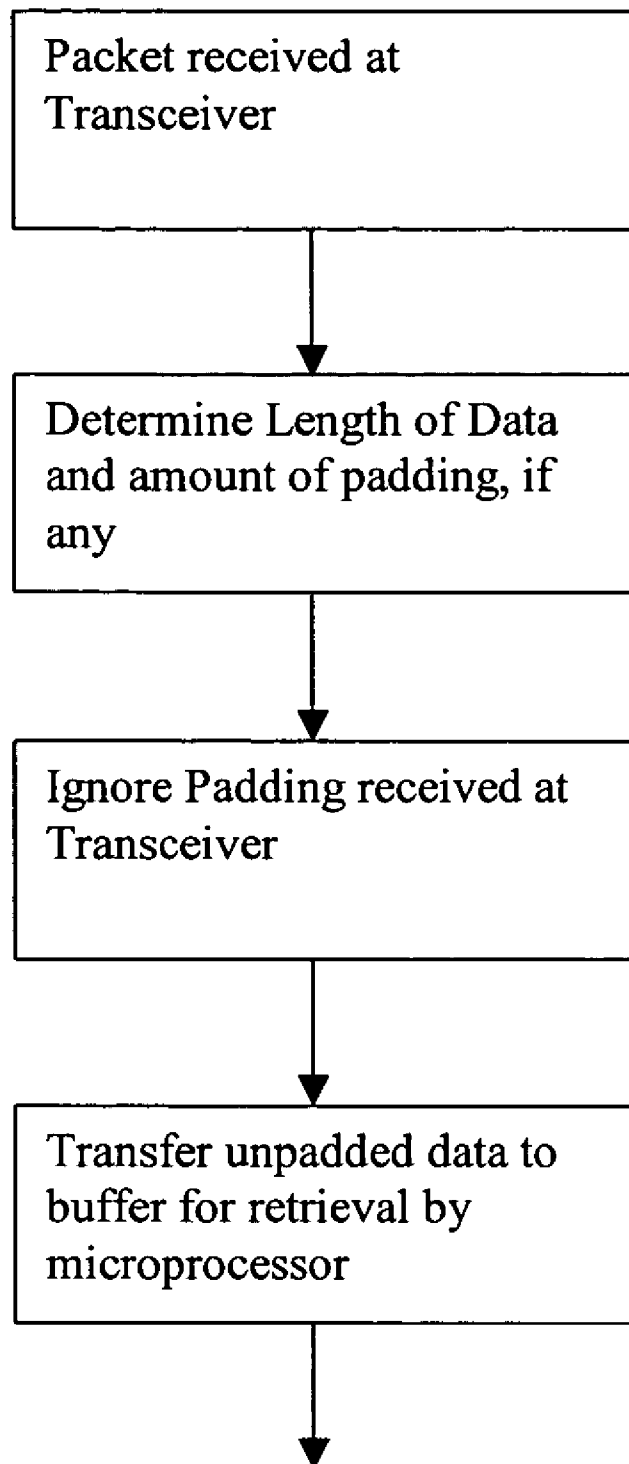 Packet received at
Transceiver
Determine Length of Data
and amount of padding, if
any
Ignore Padding received at
Transceiver
Transfer unpadded data to
buffer for retrieval by
microprocessor